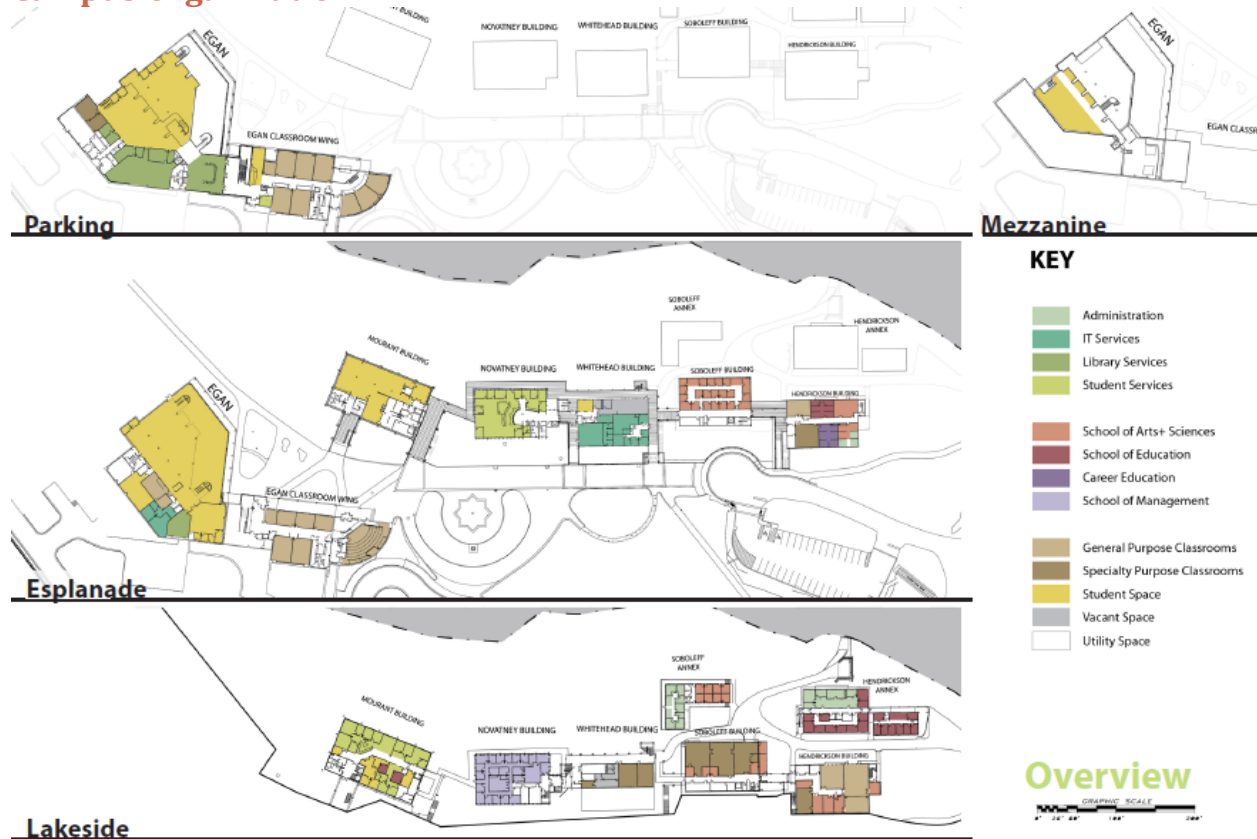 EGAN
NOVATNEY BUILDING
WHITEHEAD BUILDING
SOBOLEFF BUILDING
HENDRICKSON BUILDING
EGAN CLASSROOM WING
Parking
EGAN
Mezzanine
KEY
Administration
IT Services
Library Services
Student Services
School of Arts+ Sciences
School of Education
Career Education
School of Management
General Purpose Classrooms
Specialty Purpose Classrooms
Student Space
Vacant Space
Utility Space
SOBOLEFF
ANNEX
HENDRICKSON
ANNEX
MOURANT BUILDING
NOVATNEY BUILDING
WHITEHEAD BUILDING
SOBOLEFF BUILDING
HENDRICKSON BUILDING
EGAN
EGAN CLASSROOM WING
Esplanade
SOBOLEFF
ANNEX
HENDRICKSON
ANNEX
MOURANT BUILDING
NOVATNEY BUILDING
WHITEHEAD BUILDING
SOBOLEFF BUILDING
HENDRICKSON BUILDING
Lakeside
Overview
GRAPHIC SCALE